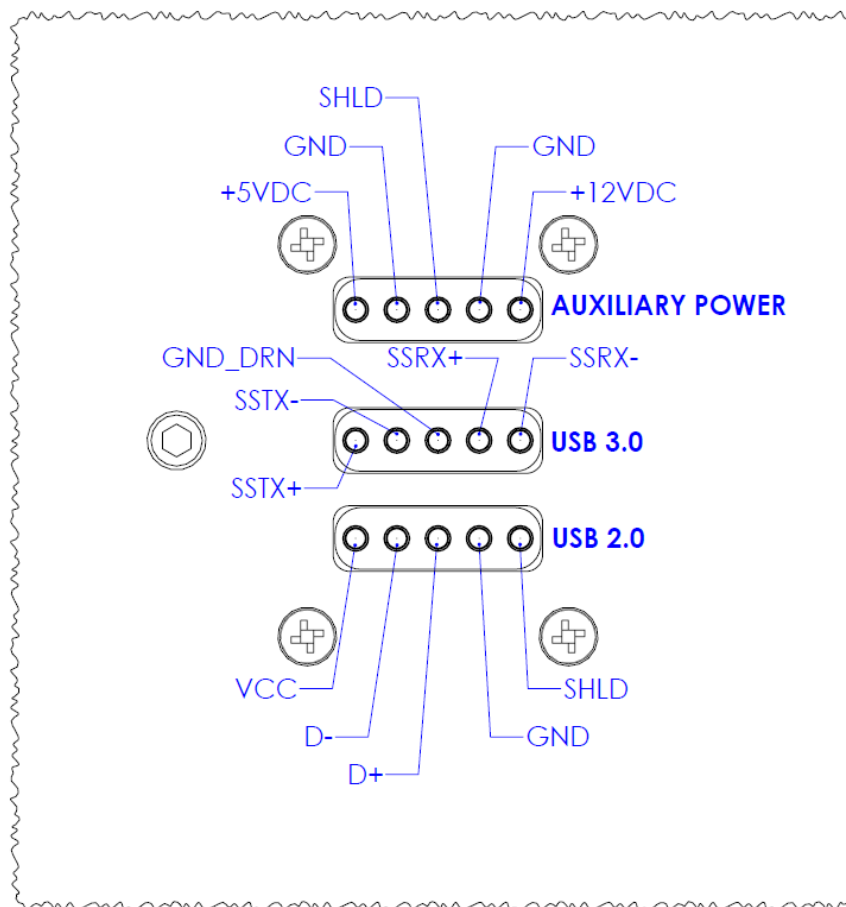 SHLD
GND GND
+5VDC +12VDC
AUXILIARY POWER
GND_DRN SSRX+ SSRX-
SSTX-
USB 3.0
SSTX+
USB 2.0
VCC SHLD
D- GND
D+